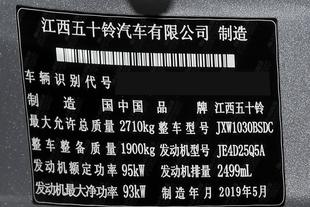 江西五十铃汽车有限公司 制造
车辆识别代号
制造国 中国 品牌 江西五十铃
最大允许总质量 2710kg 整车型号 JXW1030BSDC
整车整备质量 1900kg 发动机型号 JE4D25Q5A
发动机额定功率 95kW 发动机排量 2499mL
发动机最大净功率 93kW 制造年月 2019年5月